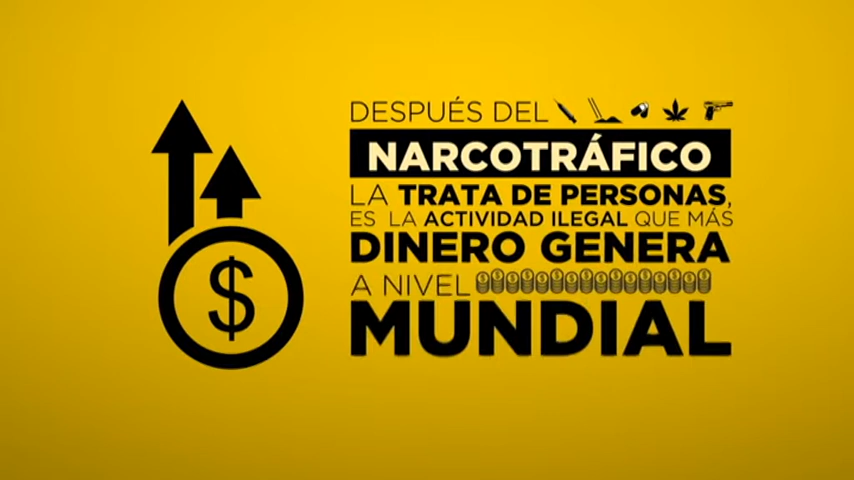 DESPUÉS DEL
NARCOTRÁFICO
LA TRATA DE PERSONAS,
ES LA ACTIVIDAD ILEGAL QUE MÁS
DINERO GENERA
A NIVEL
MUNDIAL
$